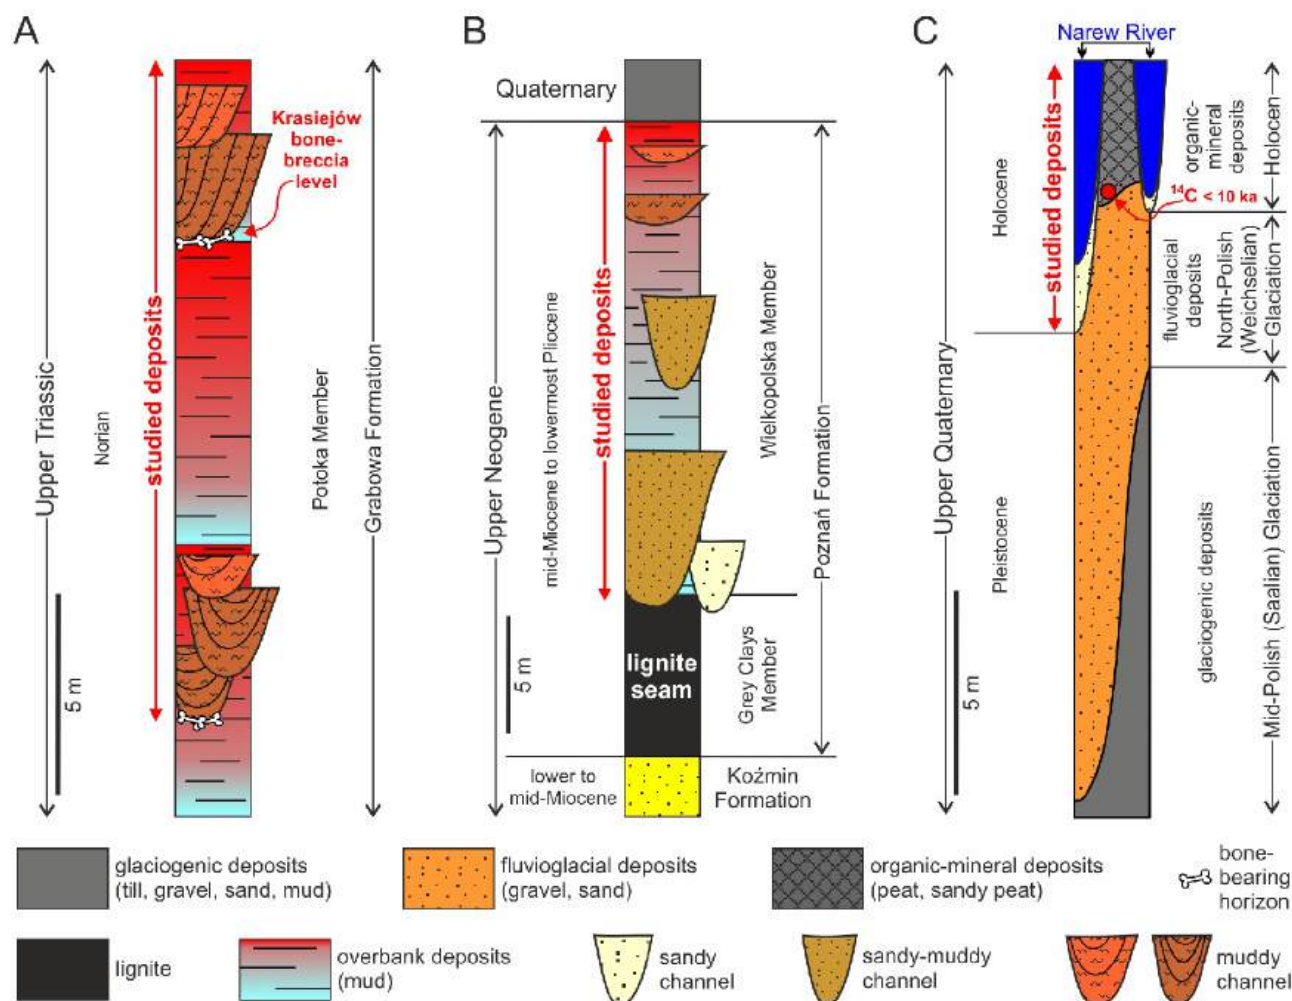 A
Upper Triassic
Norian
studied deposits
Krasiejów
bone-
breccia
level
Potoka Member
Grabowa Formation
5 m
B
Quaternary
Upper Neogene
mid-Miocene to lowermost Pliocene
studied deposits
Wielkopolska Member
Poznań Formation
lignite
seam
Grey Clays
Member
5 m
lower to
mid-Miocene
Koźmin
Formation
C
Narew River
Upper Quaternary
Holocene
Pleistocene
studied deposits
organic-
mineral
deposits
Holocen
¹⁴C < 10 ka
fluvioglacial
deposits
North-Polish
(Weichselian)
Glaciation
glaciogenic deposits
Mid-Polish (Saalian) Glaciation
5 m
glaciogenic deposits
(till, gravel, sand, mud)
fluvioglacial deposits
(gravel, sand)
organic-mineral deposits
(peat, sandy peat)
bone-
bearing
horizon
lignite
overbank deposits
(mud)
sandy
channel
sandy-muddy
channel
muddy
channel